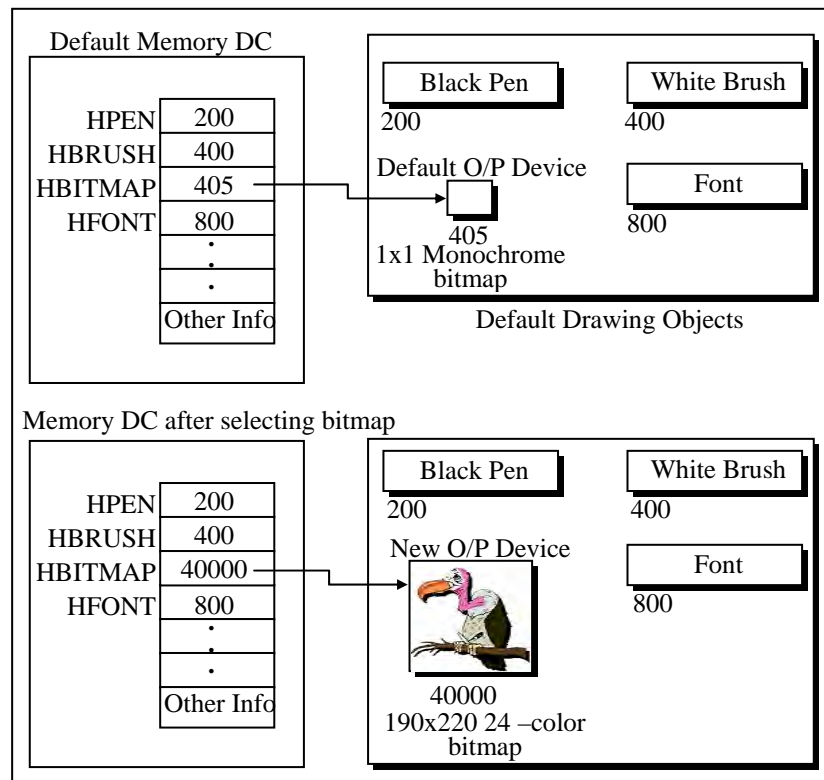 Default Memory DC
HPEN 200
HBRUSH 400
HBITMAP 405
HFONT 800
.
.
.
Other Info
Black Pen
200
White Brush
400
Default O/P Device
405
1x1 Monochrome
bitmap
Font
800
Default Drawing Objects
Memory DC after selecting bitmap
HPEN 200
HBRUSH 400
HBITMAP 40000
HFONT 800
.
.
.
Other Info
Black Pen
200
White Brush
400
New O/P Device
40000
190x220 24 –color
bitmap
Font
800